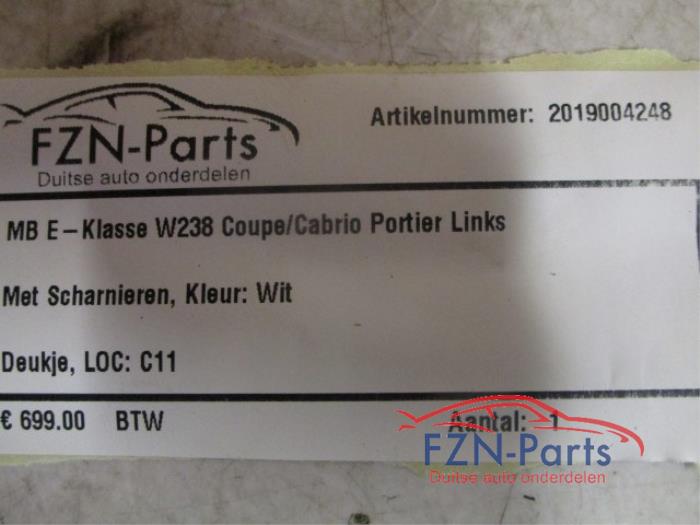 FZN-Parts
Duitse auto onderdelen
Artikelnummer: 2019004248
MB E-Klasse W238 Coupe/Cabrio Portier Links
Met Scharnieren, Kleur: Wit
Deukje, LOC: C11
€ 699.00 BTW
Aantal: 1
FZN-Parts
Duitse auto onderdelen